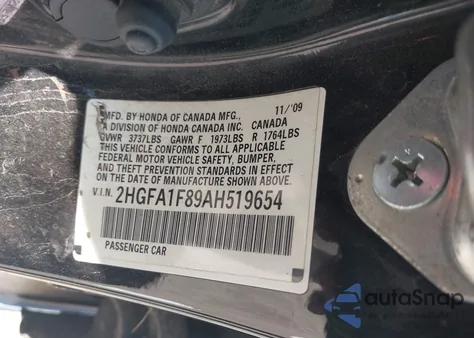 MFD. BY HONDA OF CANADA MFG., 11/'09
A DIVISION OF HONDA CANADA INC. CANADA
GVWR 3737LBS GAWR F 1973LBS R 1764LBS
THIS VEHICLE CONFORMS TO ALL APPLICABLE
FEDERAL MOTOR VEHICLE SAFETY, BUMPER,
AND THEFT PREVENTION STANDARDS IN EFFECT
ON THE DATE OF MANUFACTURE SHOWN ABOVE.
V.I.N. 2HGFA1F89AH519654
PASSENGER CAR
autoSnap